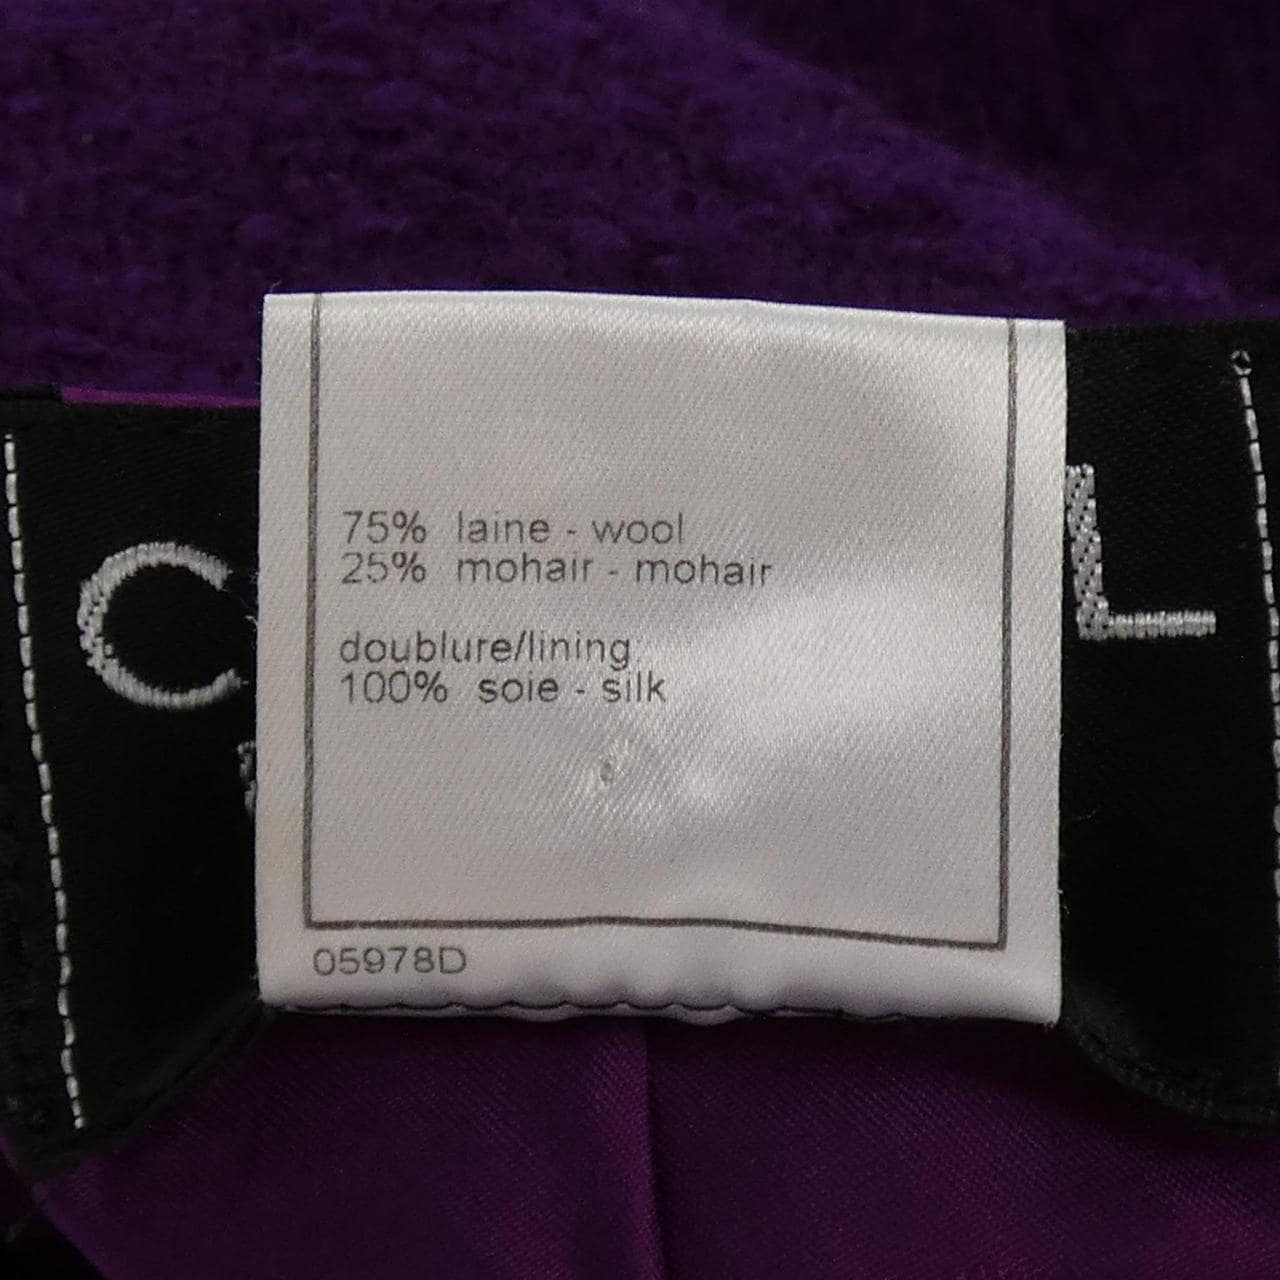 75% laine - wool
25% mohair - mohair
doublure/lining:
100% soie - silk
C L
05978D